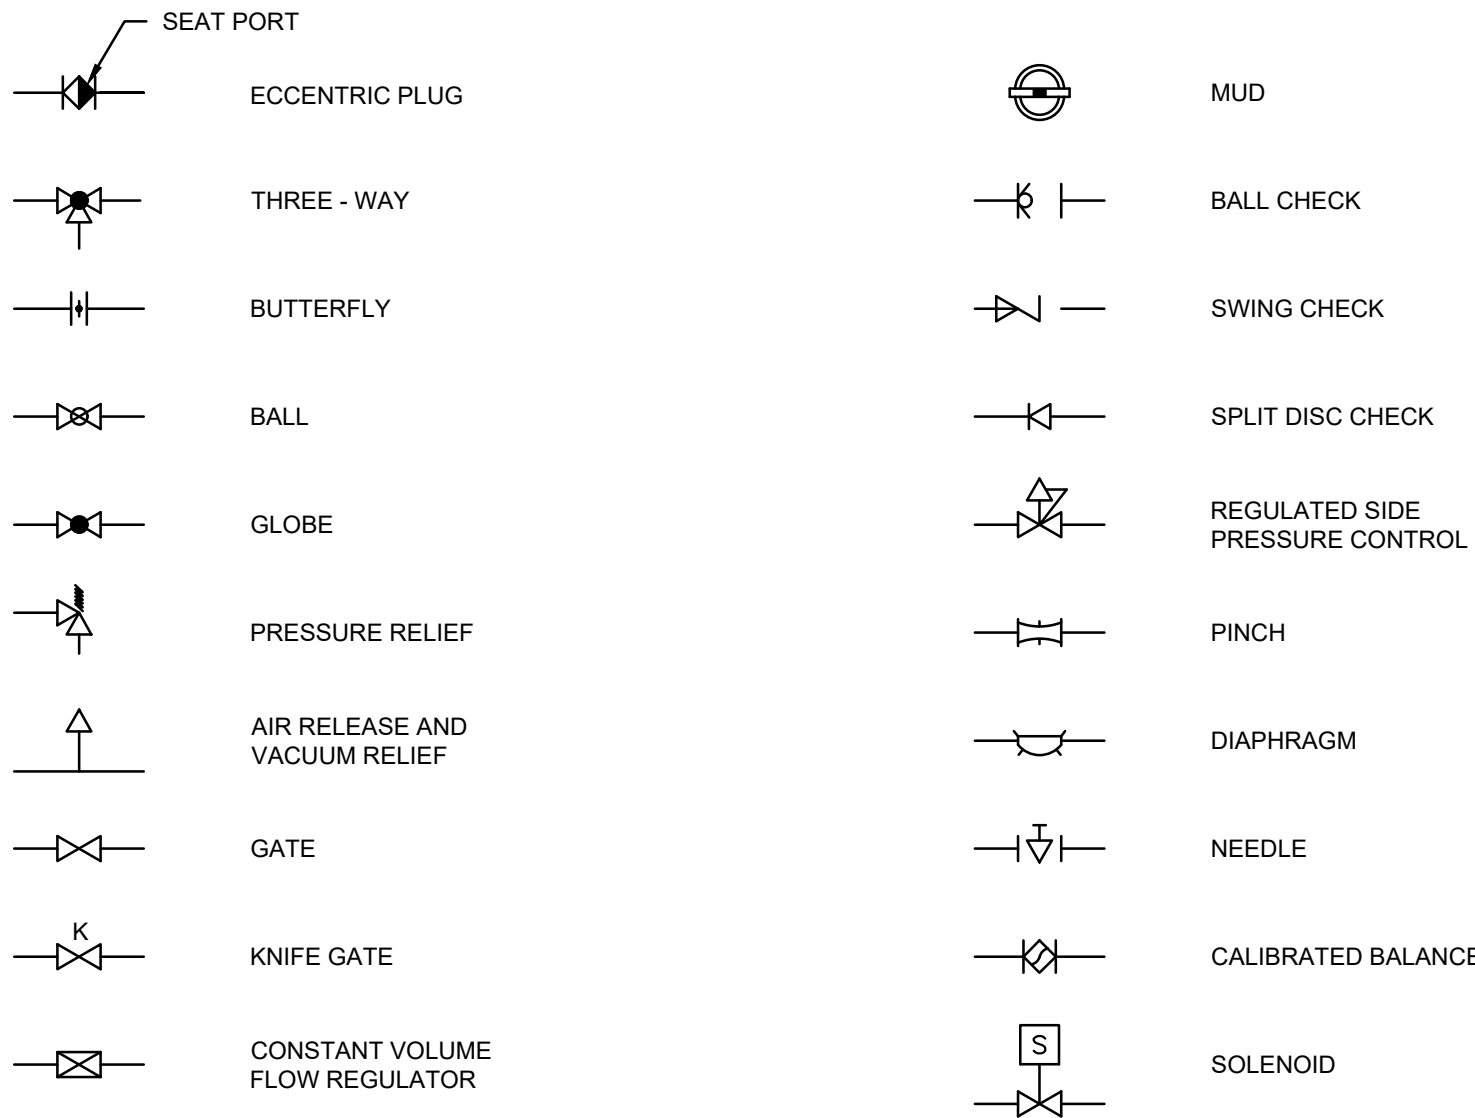 SEAT PORT
ECCENTRIC PLUG
THREE - WAY
BUTTERFLY
BALL
GLOBE
PRESSURE RELIEF
AIR RELEASE AND
VACUUM RELIEF
GATE
K
KNIFE GATE
CONSTANT VOLUME
FLOW REGULATOR
MUD
BALL CHECK
SWING CHECK
SPLIT DISC CHECK
REGULATED SIDE
PRESSURE CONTROL
PINCH
DIAPHRAGM
NEEDLE
CALIBRATED BALANCE
S
SOLENOID